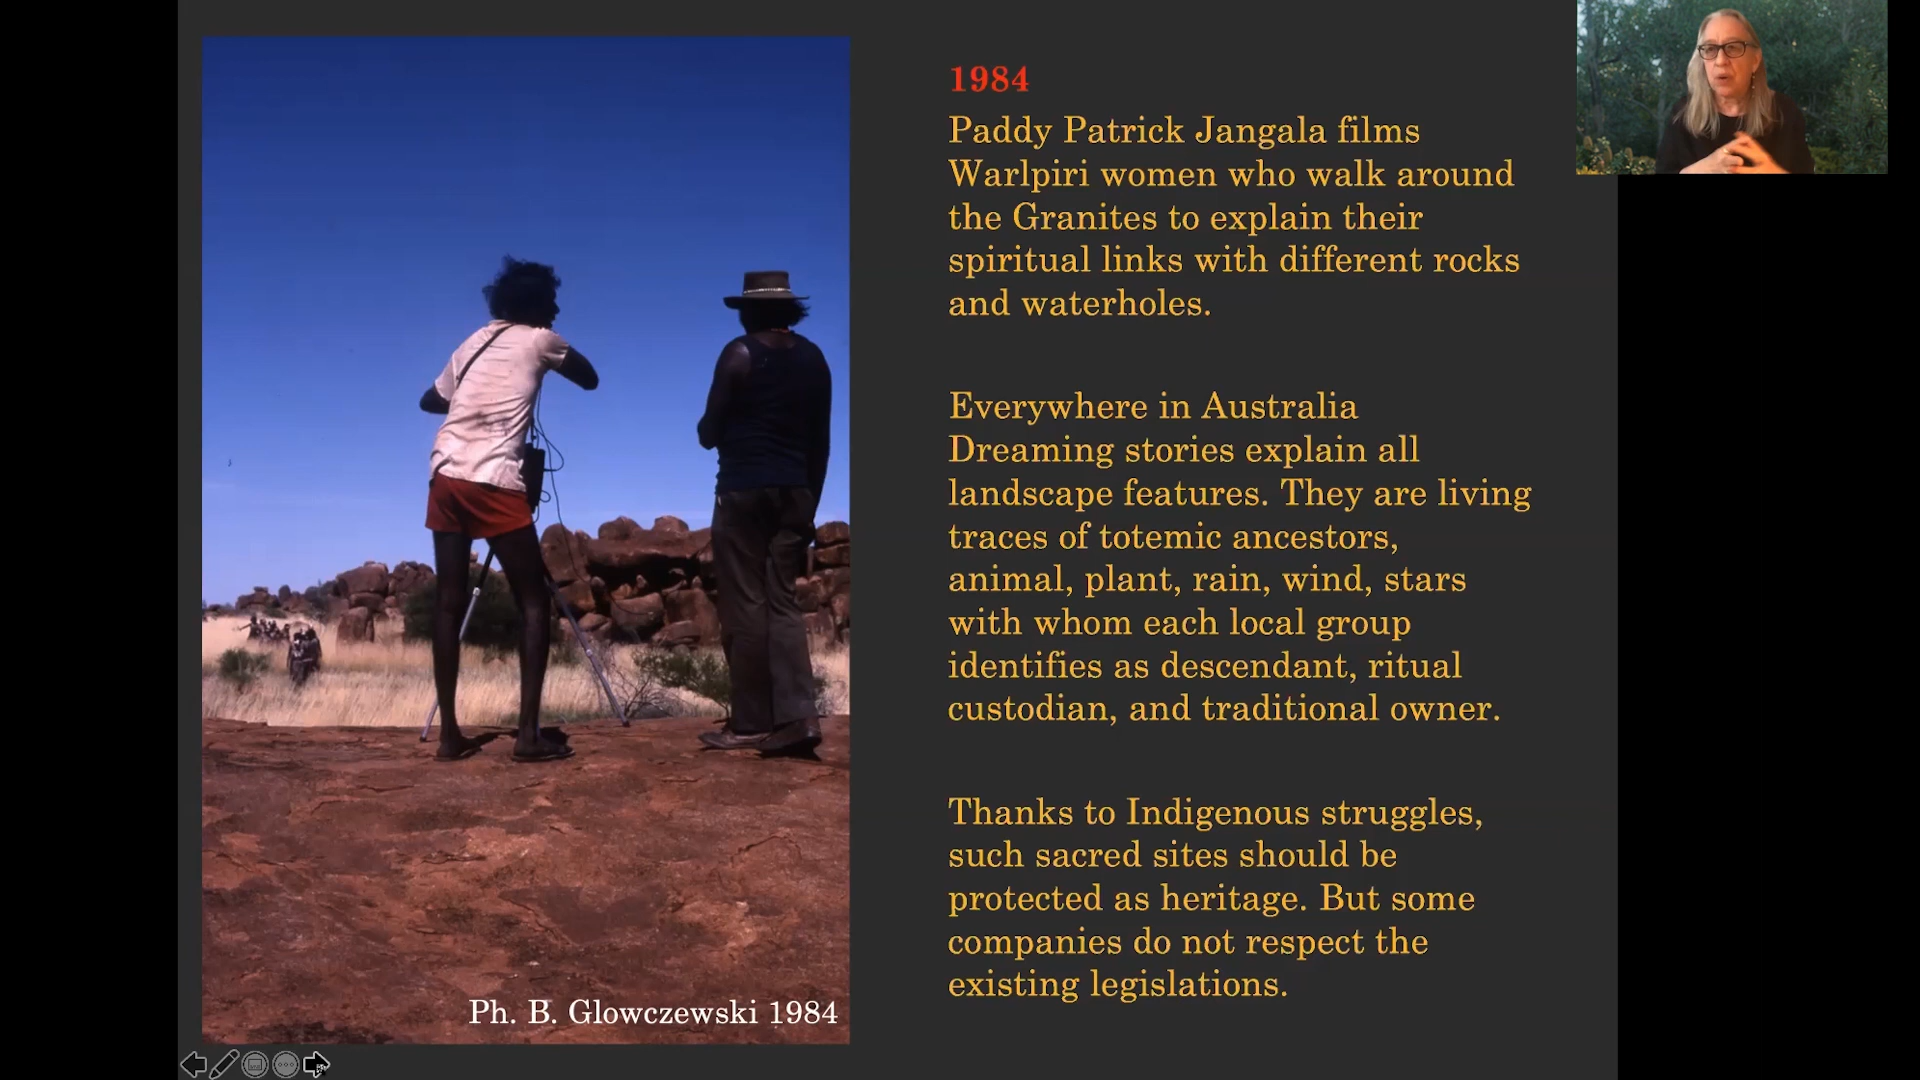 1984
Paddy Patrick Jangala films
Warlpiri women who walk around
the Granites to explain their
spiritual links with different rocks
and waterholes.
Everywhere in Australia
Dreaming stories explain all
landscape features. They are living
traces of totemic ancestors,
animal, plant, rain, wind, stars
with whom each local group
identifies as descendant, ritual
custodian, and traditional owner.
Thanks to Indigenous struggles,
such sacred sites should be
protected as heritage. But some
companies do not respect the
existing legislations.
Ph. B. Glowczewski 1984